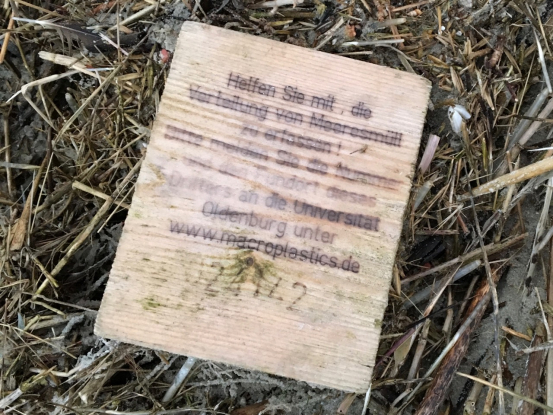 Helfen Sie mit, die
Verteilung von Meeresmüll
zu erfassen!
Bitte melden Sie die Nummer
und den Fundort dieses
Drifters an die Universität
Oldenburg unter
www.macroplastics.de